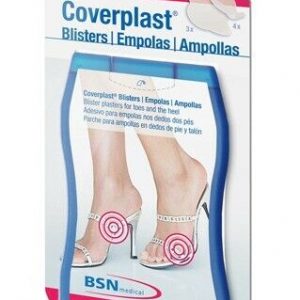 Coverplast®
Blisters | Empolas | Ampollas
3x
4x
Coverplast® Blisters | Empolas | Ampollas
Blister plasters for toes and the heel
Adesivo para empolas nos dedos dos pés
Parche para ampollas en dedos de pie y talón
BSN medical